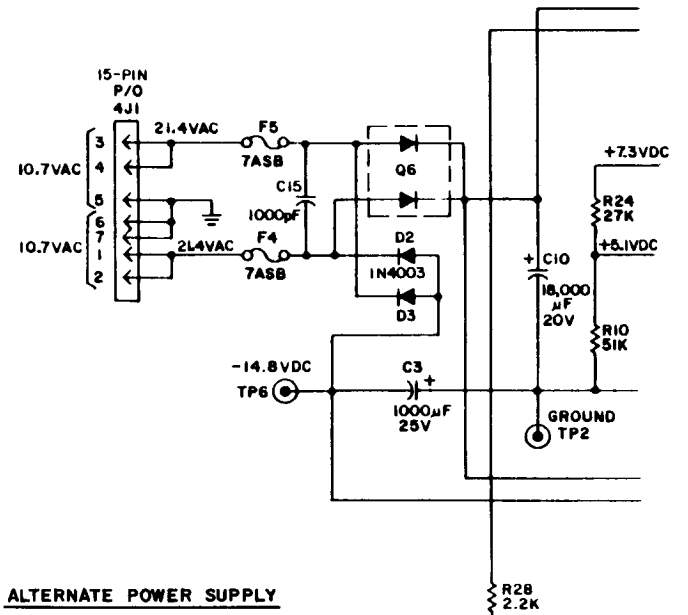 15-PIN
P/O
4J1
3
4
5
6
7
1
2
10.7VAC
10.7VAC
21.4VAC
F5
7ASB
C15
1000pF
21.4VAC
F4
7ASB
Q6
D2
1N4003
D3
+7.3VDC
R24
27K
+5.1VDC
C10
+
18,000
µF
20V
R10
51K
-14.8VDC
TP6
C3
+
1000µF
25V
GROUND
TP2
R28
2.2K
ALTERNATE POWER SUPPLY